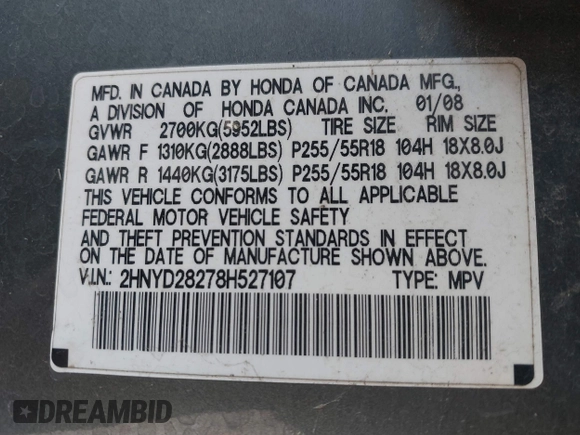 MFD. IN CANADA BY HONDA OF CANADA MFG.,
A DIVISION OF HONDA CANADA INC. 01/08
GVWR 2700KG(5952LBS) TIRE SIZE RIM SIZE
GAWR F 1310KG(2888LBS) P255/55R18 104H 18X8.0J
GAWR R 1440KG(3175LBS) P255/55R18 104H 18X8.0J
THIS VEHICLE CONFORMS TO ALL APPLICABLE
FEDERAL MOTOR VEHICLE SAFETY
AND THEFT PREVENTION STANDARDS IN EFFECT
ON THE DATE OF MANUFACTURE SHOWN ABOVE.
V.I.N.: 2HNYD28278H527107 TYPE: MPV
DREAMBID